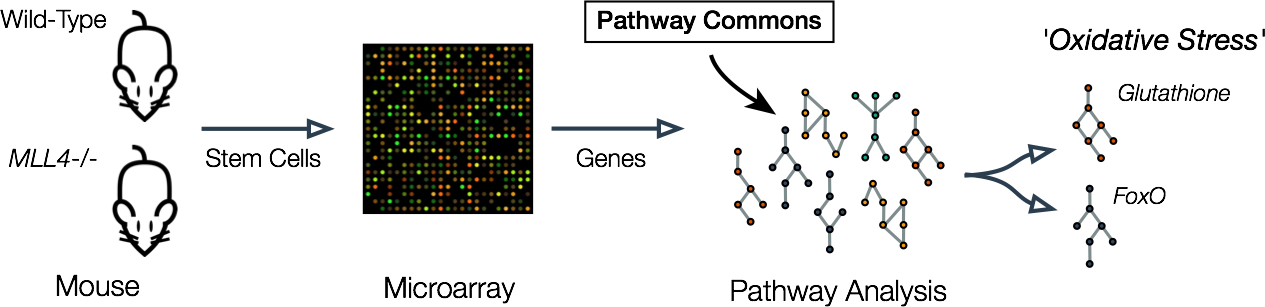 Wild-Type
MLL4-/-
Mouse
Stem Cells
Microarray
Genes
Pathway Commons
Pathway Analysis
'Oxidative Stress'
Glutathione
FoxO